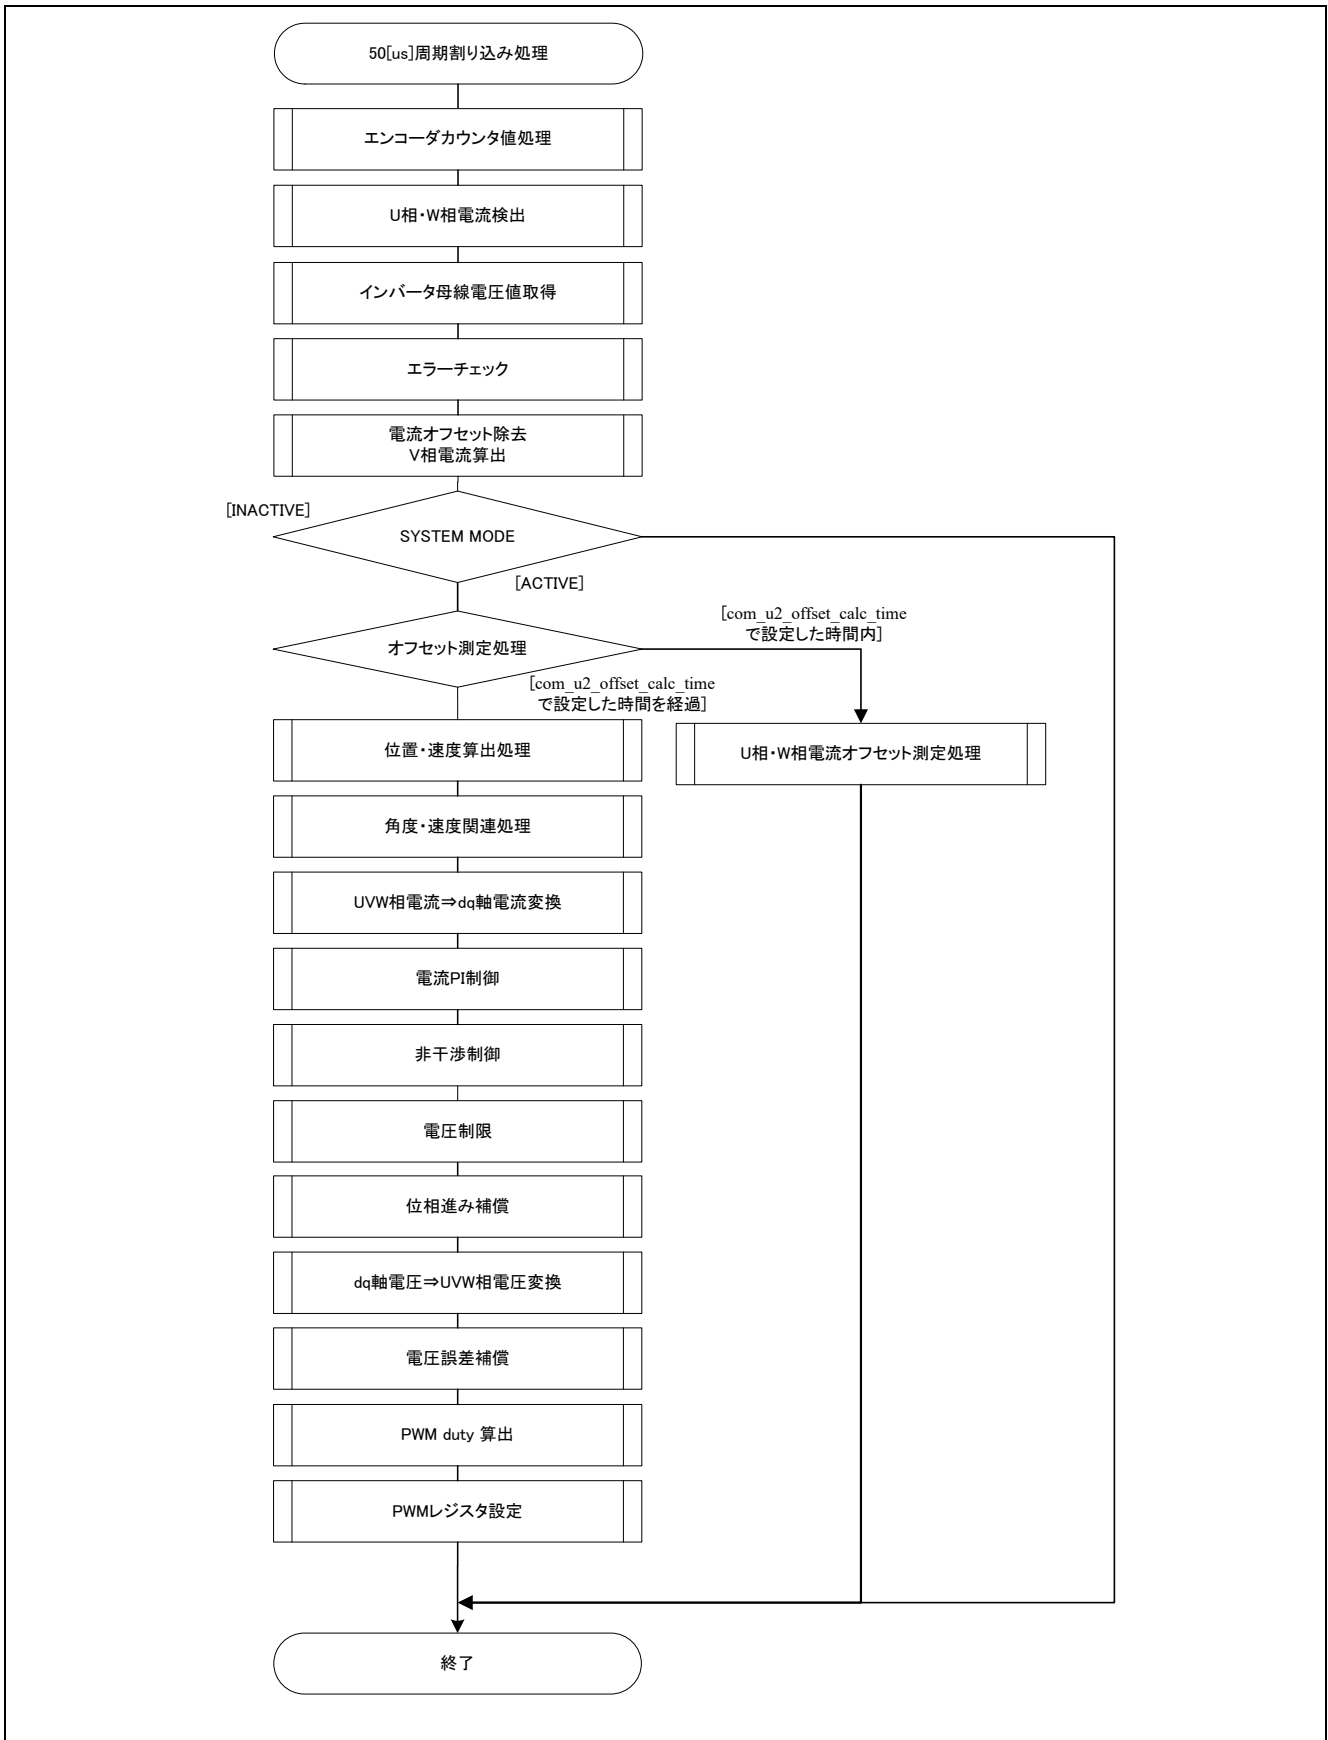 50[us]周期割り込み処理
エンコーダカウンタ値処理
U相・W相電流検出
インバータ母線電圧値取得
エラーチェック
電流オフセット除去
V相電流算出
[INACTIVE]
SYSTEM MODE
[ACTIVE]
[com_u2_offset_calc_time
で設定した時間内]
オフセット測定処理
[com_u2_offset_calc_time
で設定した時間を経過]
位置・速度算出処理
U相・W相電流オフセット測定処理
角度・速度関連処理
UVW相電流⇒dq軸電流変換
電流PI制御
非干渉制御
電圧制限
位相進み補償
dq軸電圧⇒UVW相電圧変換
電圧誤差補償
PWM duty 算出
PWMレジスタ設定
終了